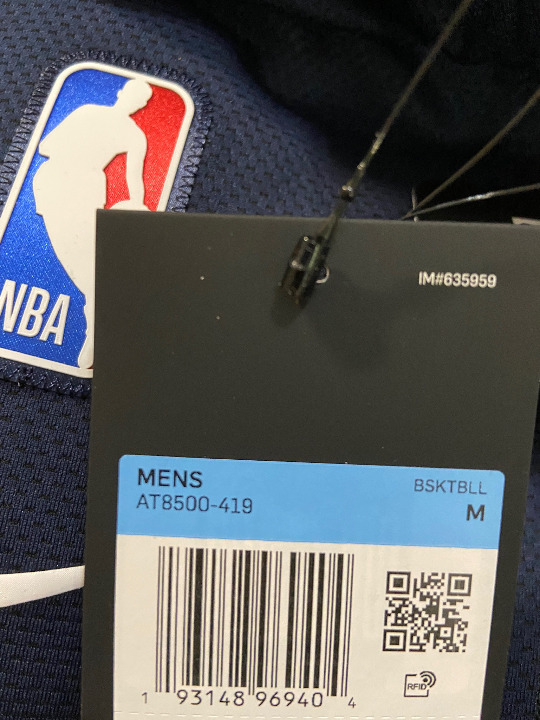 NBA
IM#635959
MENS
BSKTBLL
AT8500-419
M
1 93148 96940 4
RFID